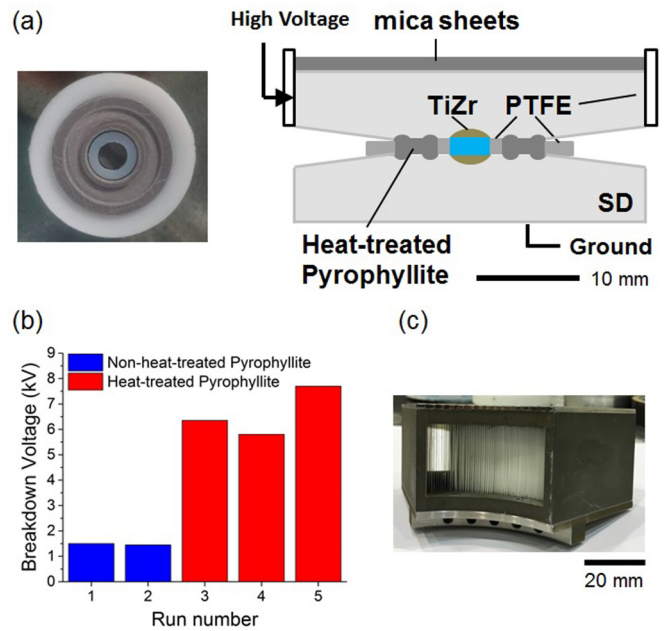 (a)
High Voltage
mica sheets
TiZr
PTFE
SD
Heat-treated
Pyrophyllite
Ground
10 mm
(b)
Non-heat-treated Pyrophyllite
Heat-treated Pyrophyllite
Breakdown Voltage (kV)
9
8
7
6
5
4
3
2
1
0
1 2 3 4 5
Run number
(c)
20 mm